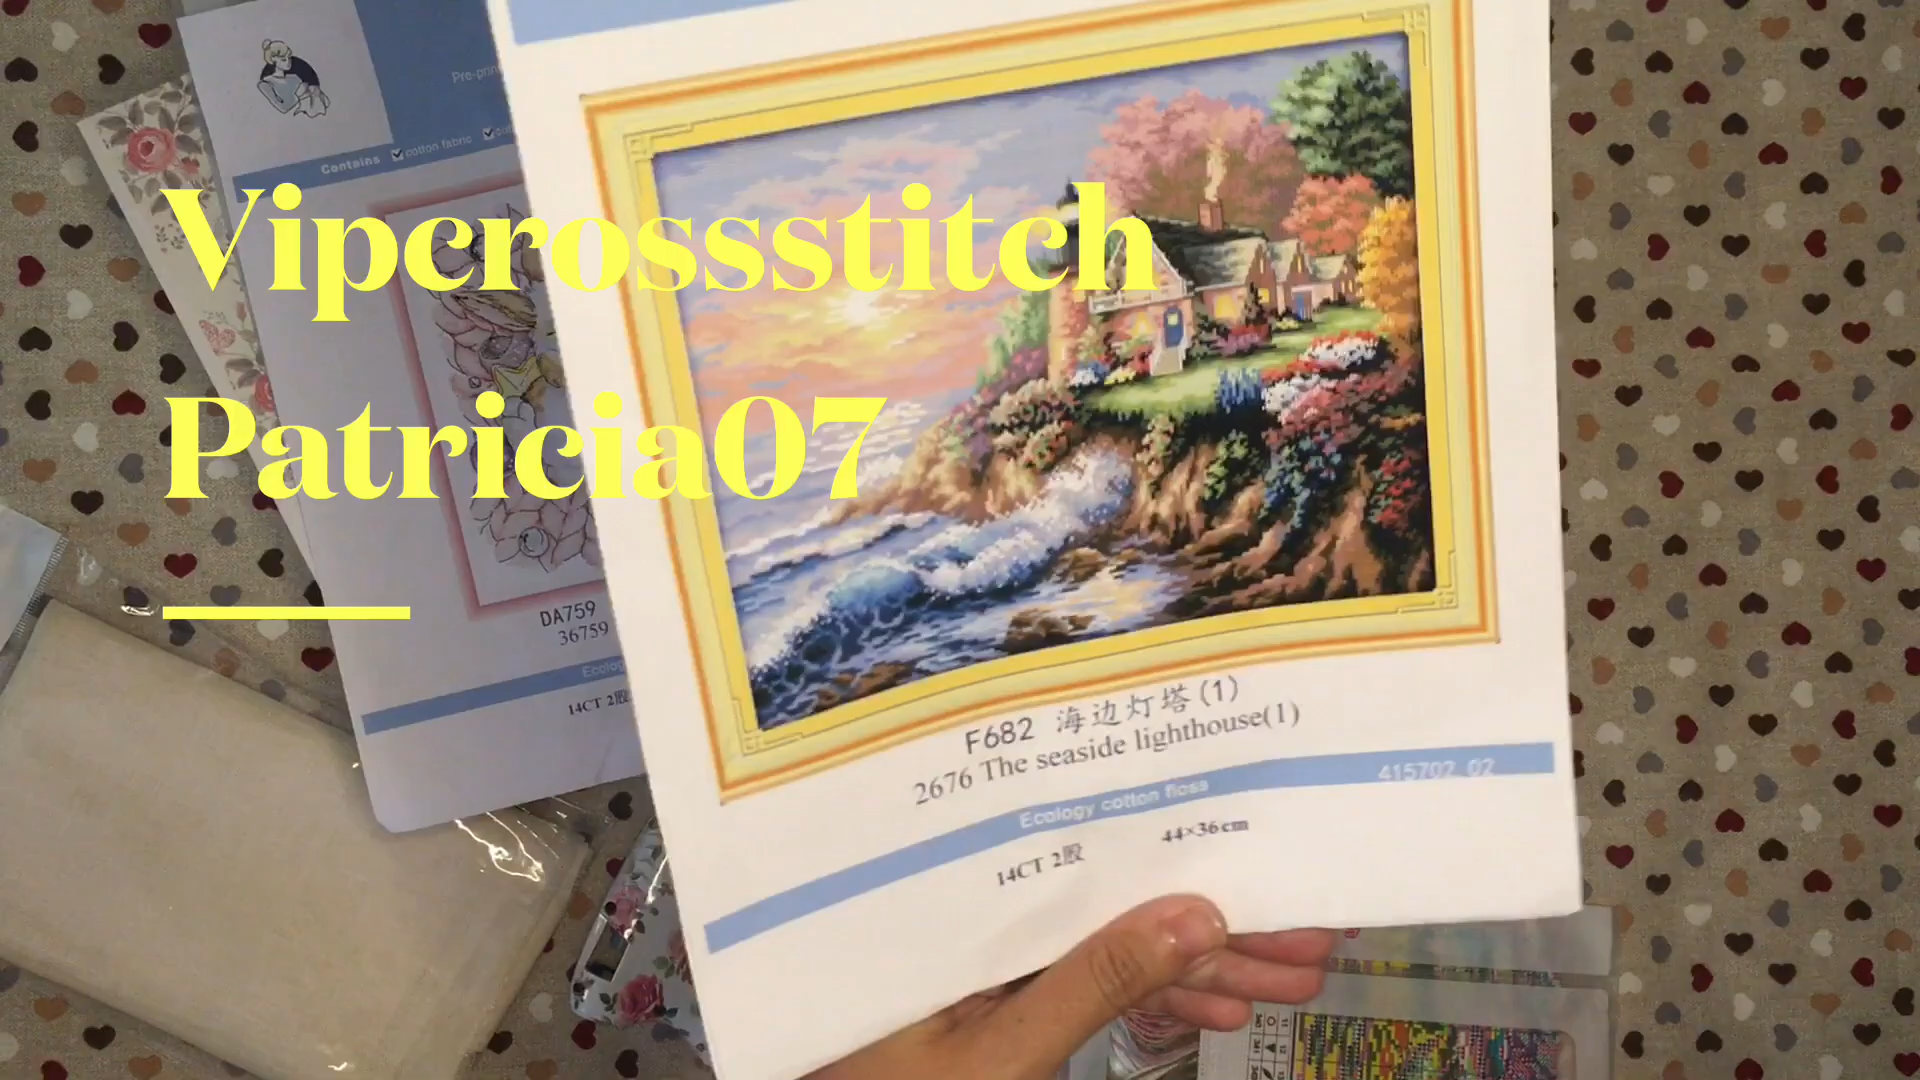 Vipcrossstitch
Patricia07
Contains cotton fabric
DA759
36759
14CT 2股
F682 海边灯塔(1)
2676 The seaside lighthouse(1)
415702 02
Ecology cotton floss
14CT 2股 44×36cm